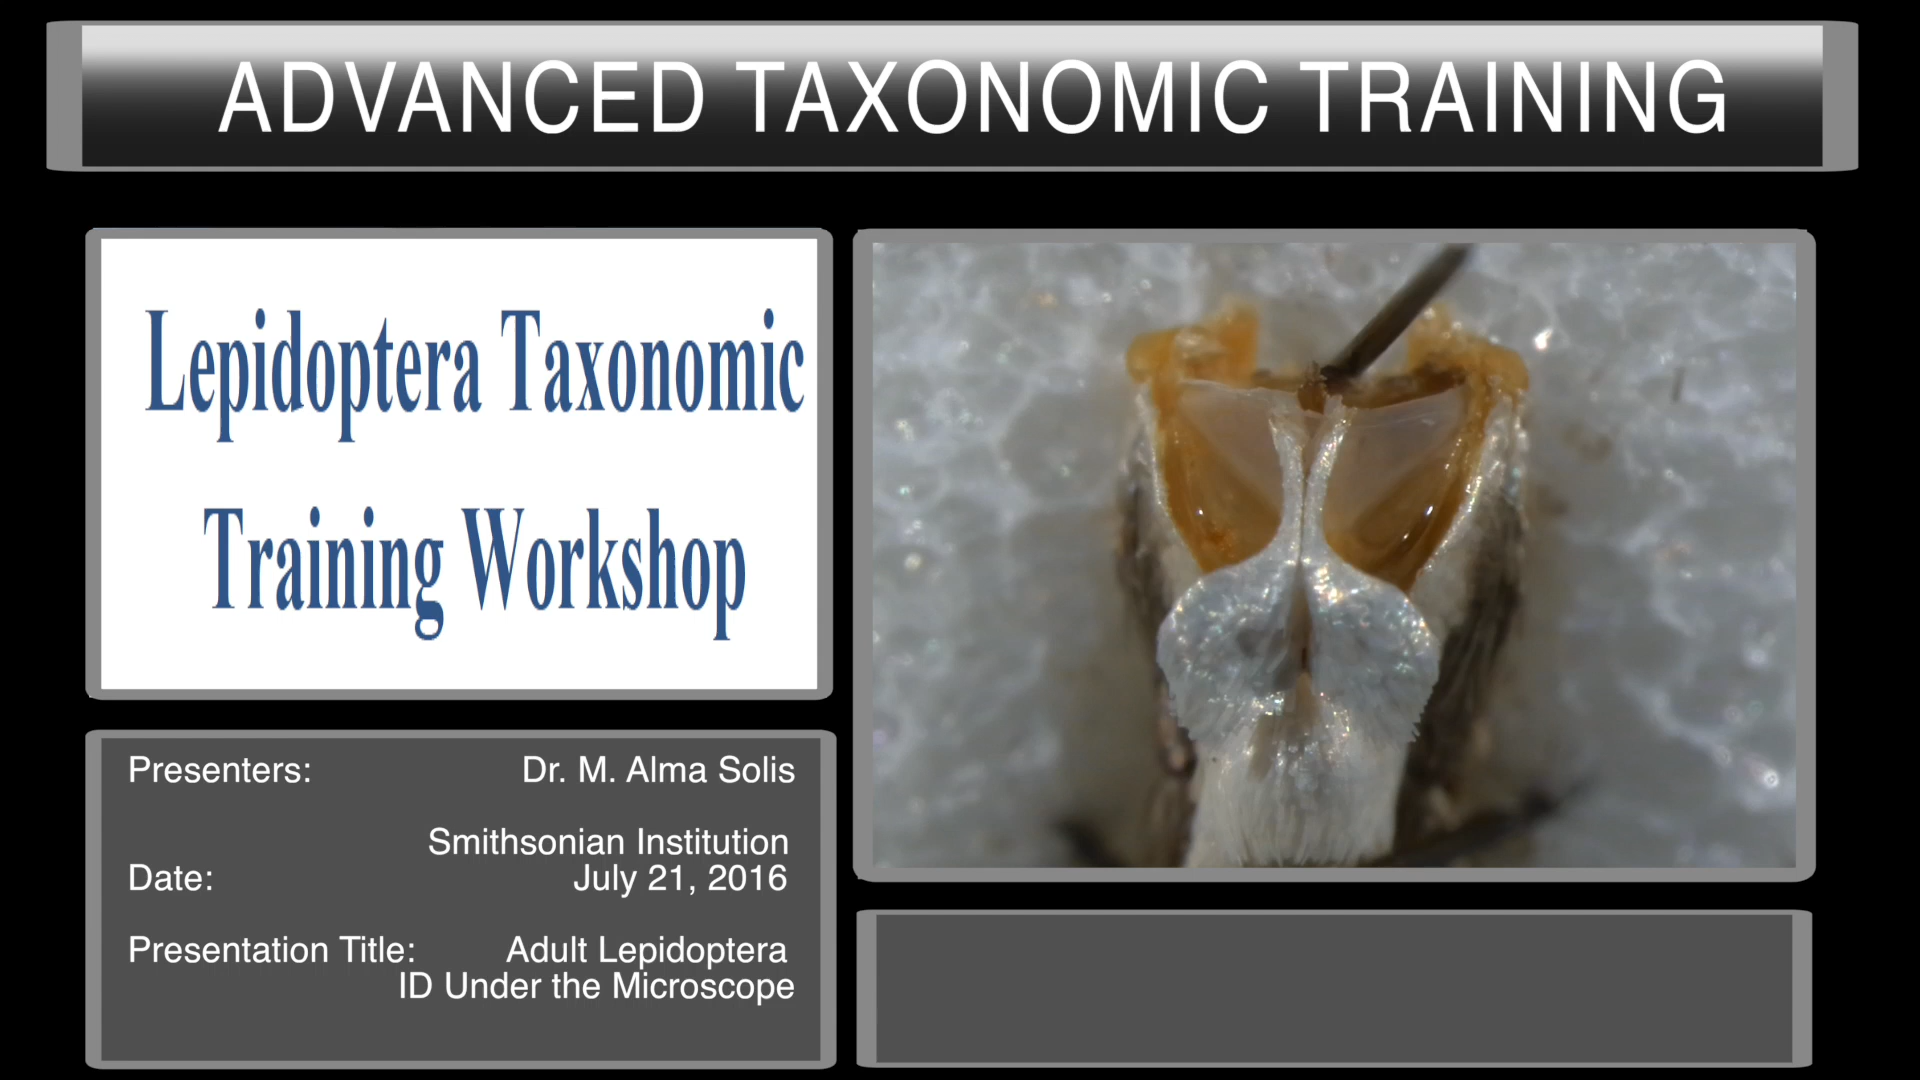 ADVANCED TAXONOMIC TRAINING
Lepidoptera Taxonomic
Training Workshop
Presenters: Dr. M. Alma Solis
Smithsonian Institution
Date: July 21, 2016
Presentation Title: Adult Lepidoptera
ID Under the Microscope